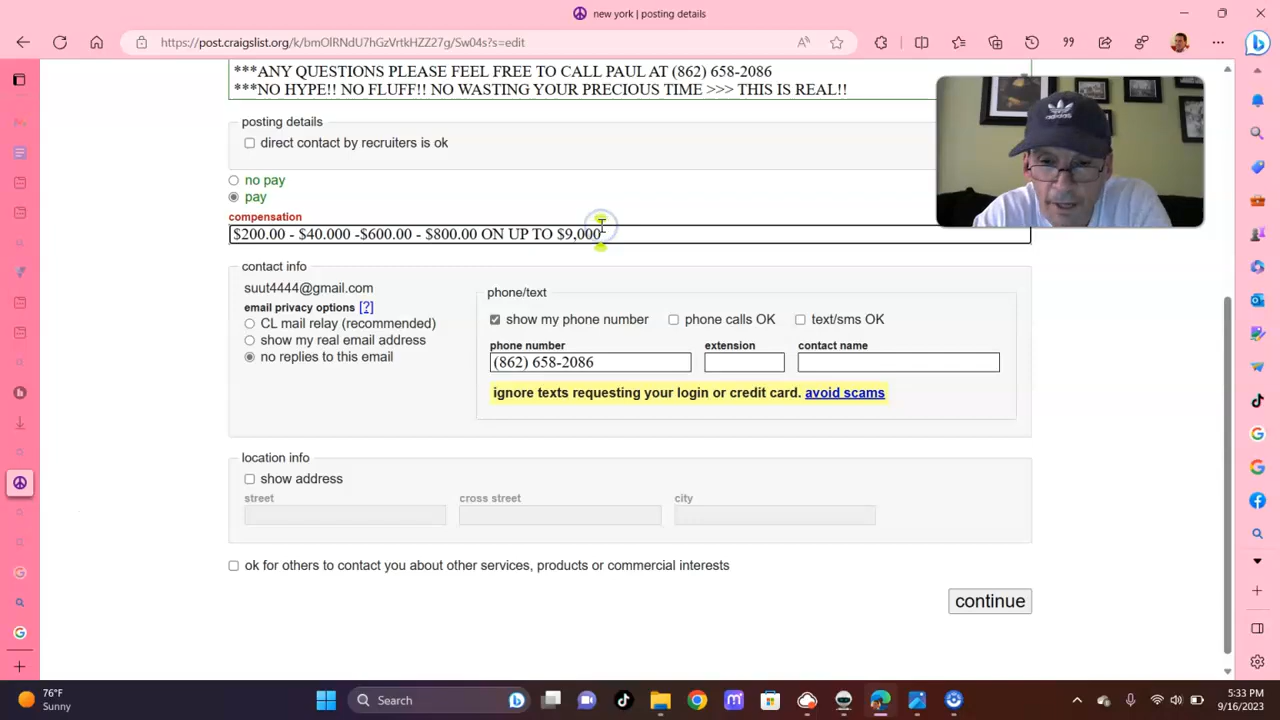 new york | posting details
https://post.craigslist.org/k/bmOlRNdU7hGzVrtkHZZ27g/Sw04s?s=edit
***ANY QUESTIONS PLEASE FEEL FREE TO CALL PAUL AT (862) 658-2086
***NO HYPE!! NO FLUFF!! NO WASTING YOUR PRECIOUS TIME >>> THIS IS REAL!!
posting details
direct contact by recruiters is ok
no pay
pay
compensation
$200.00 - $40.000 -$600.00 - $800.00 ON UP TO $9,000
contact info
suut4444@gmail.com
email privacy options [?]
CL mail relay (recommended)
show my real email address
no replies to this email
phone/text
show my phone number phone calls OK text/sms OK
phone number extension contact name
(862) 658-2086
ignore texts requesting your login or credit card. avoid scams
location info
show address
street cross street city
ok for others to contact you about other services, products or commercial interests
continue
76°F
Sunny
Search
5:33 PM
9/16/2023